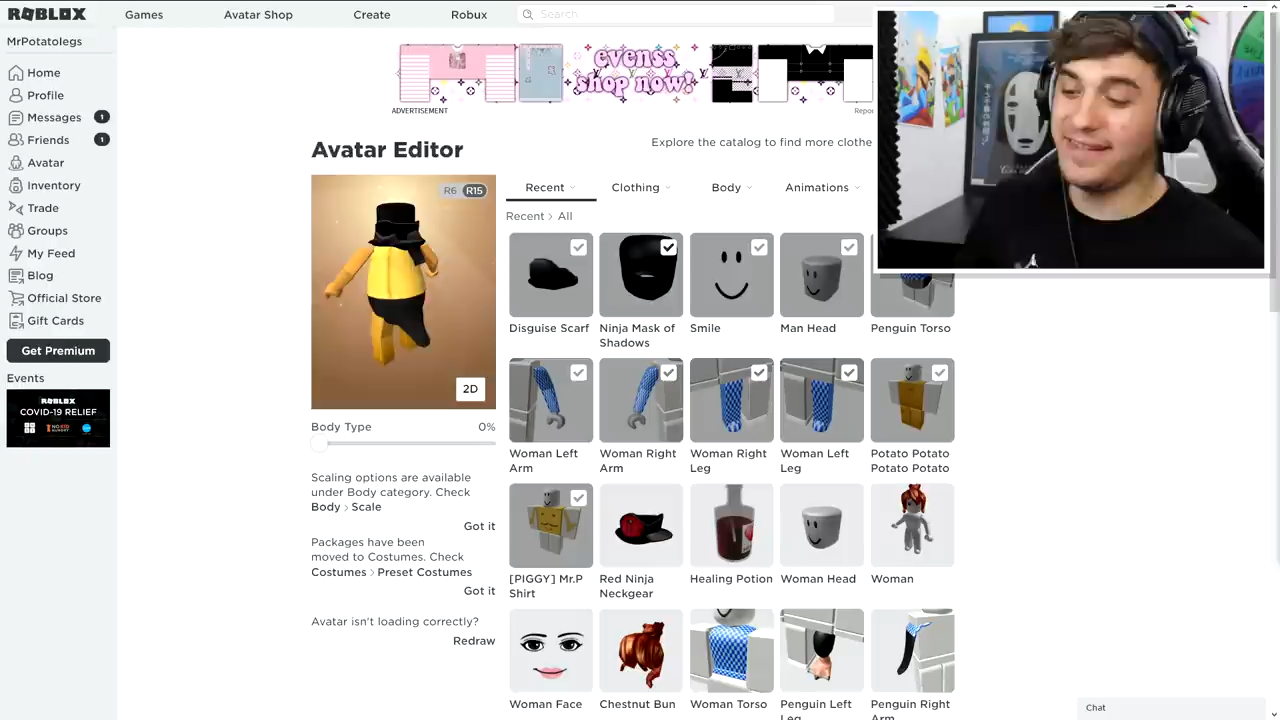 ROBLOX
Games
Avatar Shop
Create
Robux
Search
MrPotatolegs
Home
Profile
Messages 1
Friends 1
Avatar
Inventory
Trade
Groups
My Feed
Blog
Official Store
Gift Cards
Get Premium
Events
ROBLOX
COVID-19 RELIEF
evenss
shop now!
ADVERTISEMENT
Repor
Avatar Editor
Explore the catalog to find more clothe
R6 R15
2D
Body Type 0%
Scaling options are available
under Body category. Check
Body > Scale
Got it
Packages have been
moved to Costumes. Check
Costumes > Preset Costumes
Got it
Avatar isn't loading correctly?
Redraw
Recent
Clothing
Body
Animations
Recent > All
Disguise Scarf
Ninja Mask of
Shadows
Smile
Man Head
Penguin Torso
Woman Left
Arm
Woman Right
Arm
Woman Right
Leg
Woman Left
Leg
Potato Potato
Potato Potato
[PIGGY] Mr.P
Shirt
Red Ninja
Neckgear
Healing Potion
Woman Head
Woman
Woman Face
Chestnut Bun
Woman Torso
Penguin Left
Leg
Penguin Right
Arm
Chat